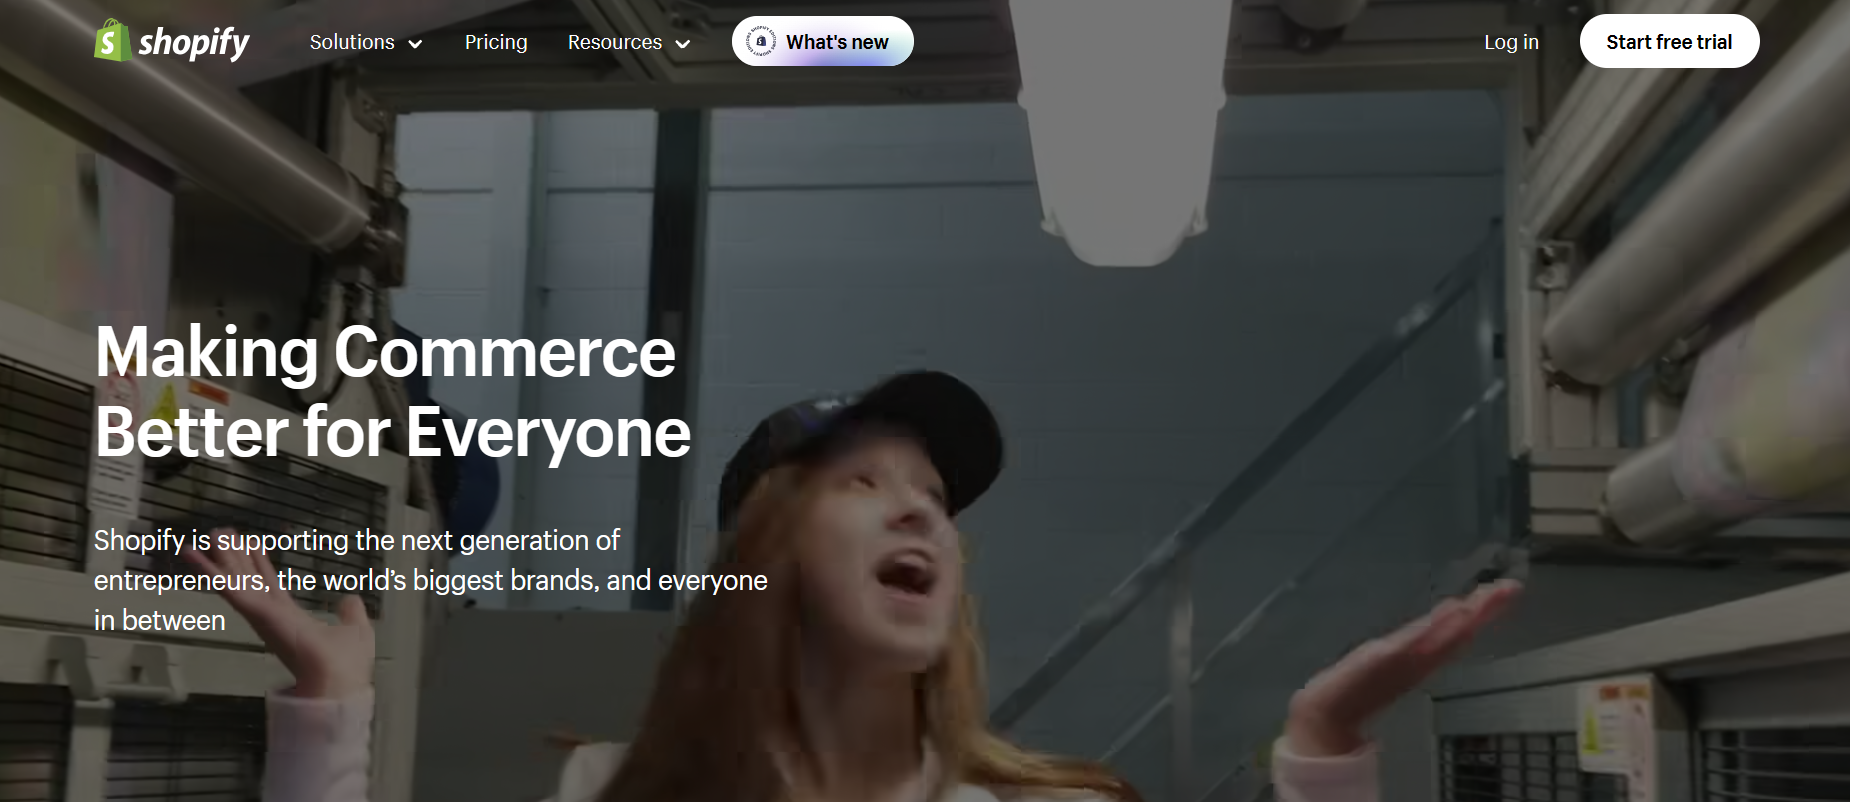 shopify
Solutions
Pricing
Resources
What's new
Log in
Start free trial
Making Commerce
Better for Everyone
Shopify is supporting the next generation of
entrepreneurs, the world’s biggest brands, and everyone
in between